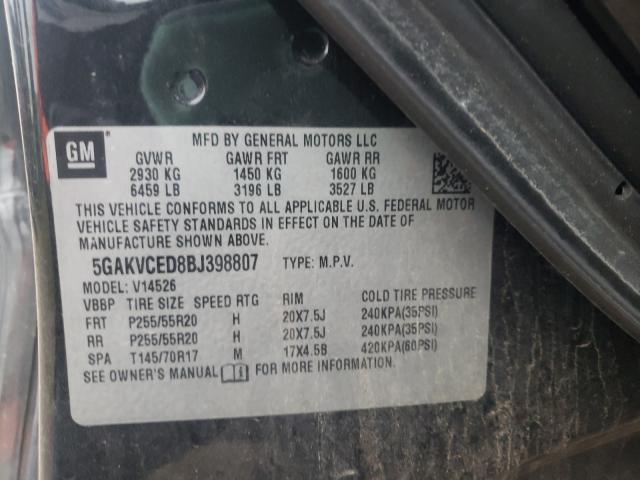 GM
MFD BY GENERAL MOTORS LLC
GVWR GAWR FRT GAWR RR
2930 KG 1450 KG 1600 KG
6459 LB 3196 LB 3527 LB
THIS VEHICLE CONFORMS TO ALL APPLICABLE U.S. FEDERAL MOTOR
VEHICLE SAFETY STANDARDS IN EFFECT ON THE DATE OF
MANUFACTURE SHOWN ABOVE.
5GAKVCED8BJ398807 TYPE: M.P.V.
MODEL: V14526
VBBP TIRE SIZE SPEED RTG RIM COLD TIRE PRESSURE
FRT P255/55R20 H 20X7.5J 240KPA(35PSI)
RR P255/55R20 H 20X7.5J 240KPA(35PSI)
SPA T145/70R17 M 17X4.5B 420KPA(60PSI)
SEE OWNER'S MANUAL FOR MORE INFORMATION.